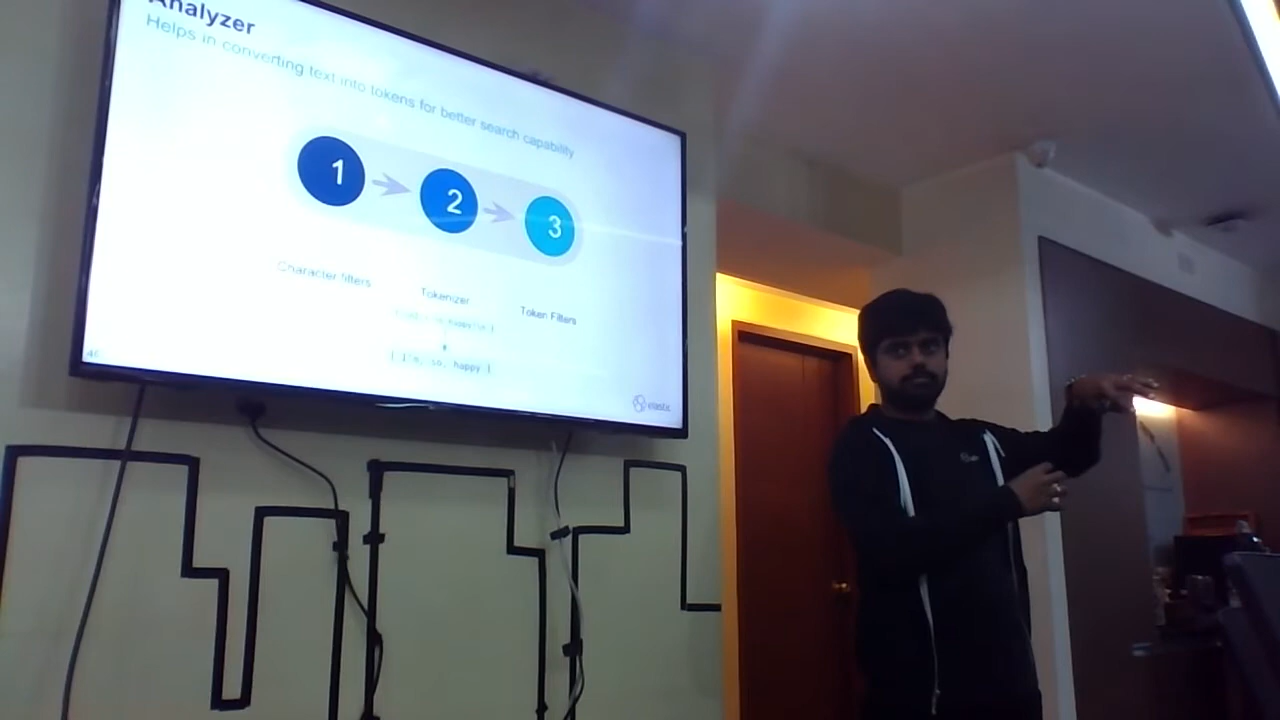 Analyzer
Helps in converting text into tokens for better search capability
1
2
3
Character filters
Tokenizer
Token Filters
[ I'm, so, happy ]
elastic